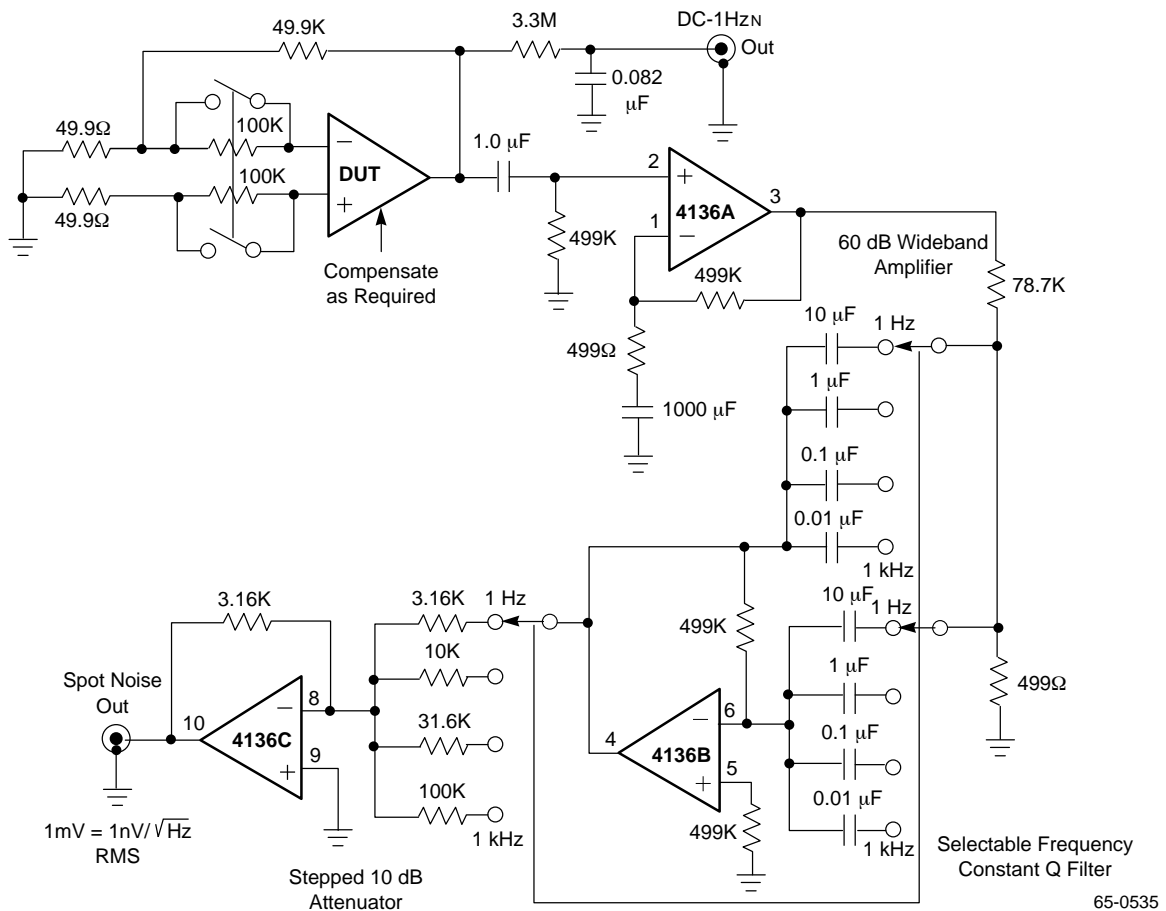 49.9K
3.3M
DC-1HzN
Out
0.082
µF
49.9Ω
100K
100K
49.9Ω
−
DUT
+
1.0 µF
2
+
3
4136A
1
−
499K
499K
Compensate
as Required
60 dB Wideband
Amplifier
78.7K
499Ω
1000 µF
10 µF
1 Hz
1 µF
0.1 µF
0.01 µF
1 kHz
10 µF
1 Hz
1 µF
0.1 µF
0.01 µF
1 kHz
499Ω
3.16K
3.16K
1 Hz
10K
31.6K
100K
1 kHz
499K
Spot Noise
Out
10
8
−
4136C
9
+
4
6
−
4136B
5
+
499K
1mV = 1nV/√Hz
RMS
Stepped 10 dB
Attenuator
Selectable Frequency
Constant Q Filter
65-0535